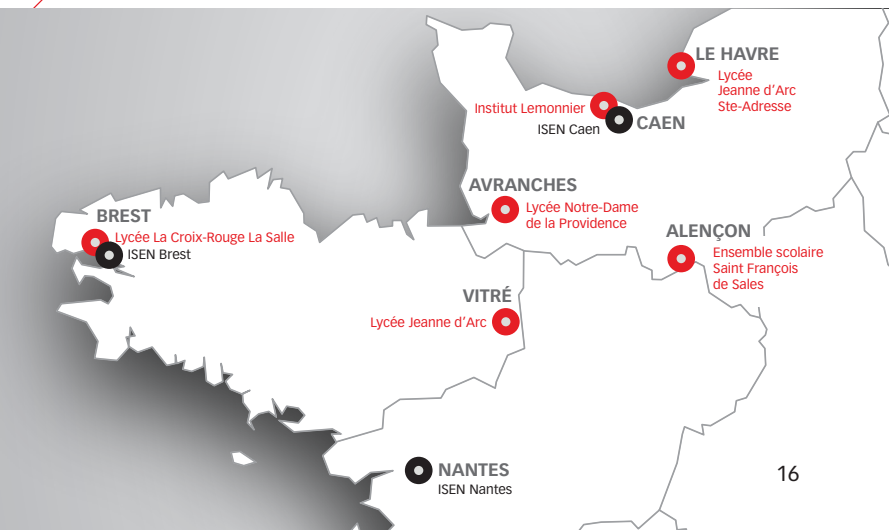 LE HAVRE
Lycée
Jeanne d'Arc
Ste-Adresse
Institut Lemonnier
ISEN Caen
CAEN
AVRANCHES
Lycée Notre-Dame
de la Providence
BREST
Lycée La Croix-Rouge La Salle
ISEN Brest
ALENÇON
Ensemble scolaire
Saint François
de Sales
VITRÉ
Lycée Jeanne d'Arc
NANTES
ISEN Nantes
16